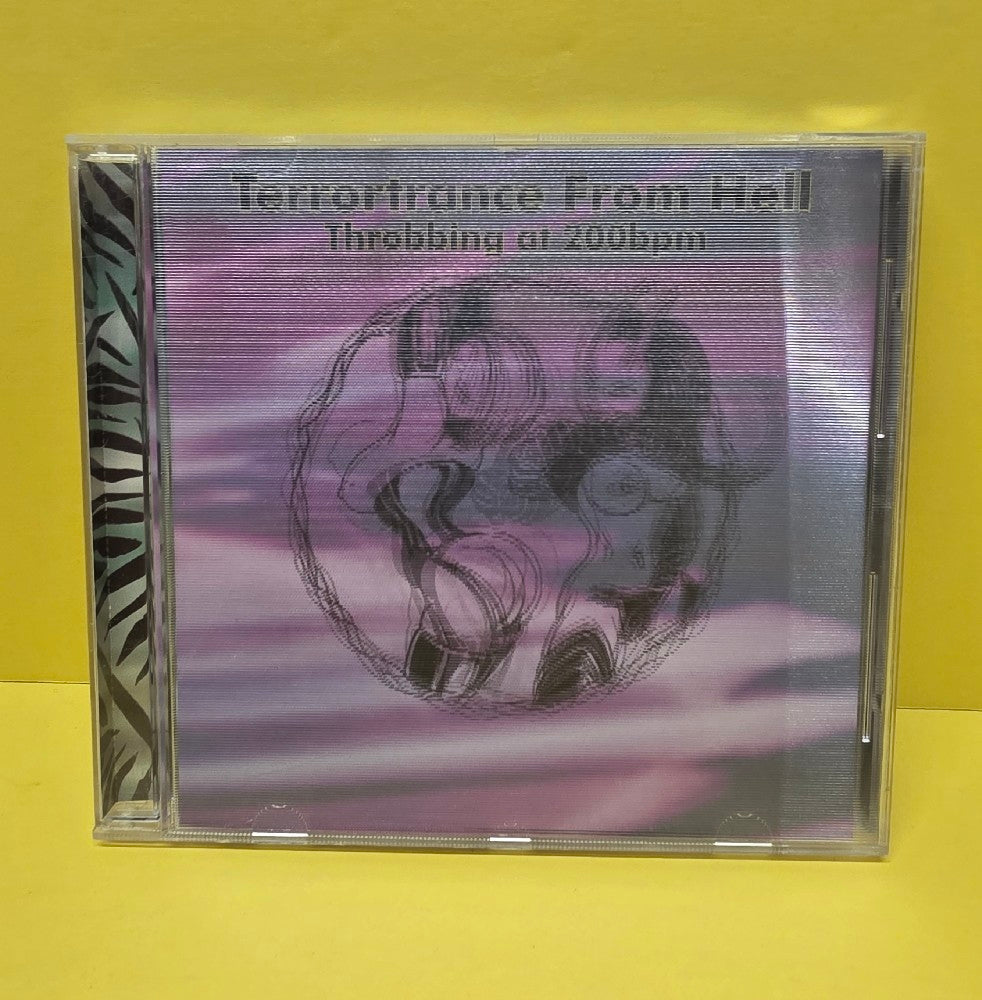 Terrortrance From Hell
Throbbing at 200bpm